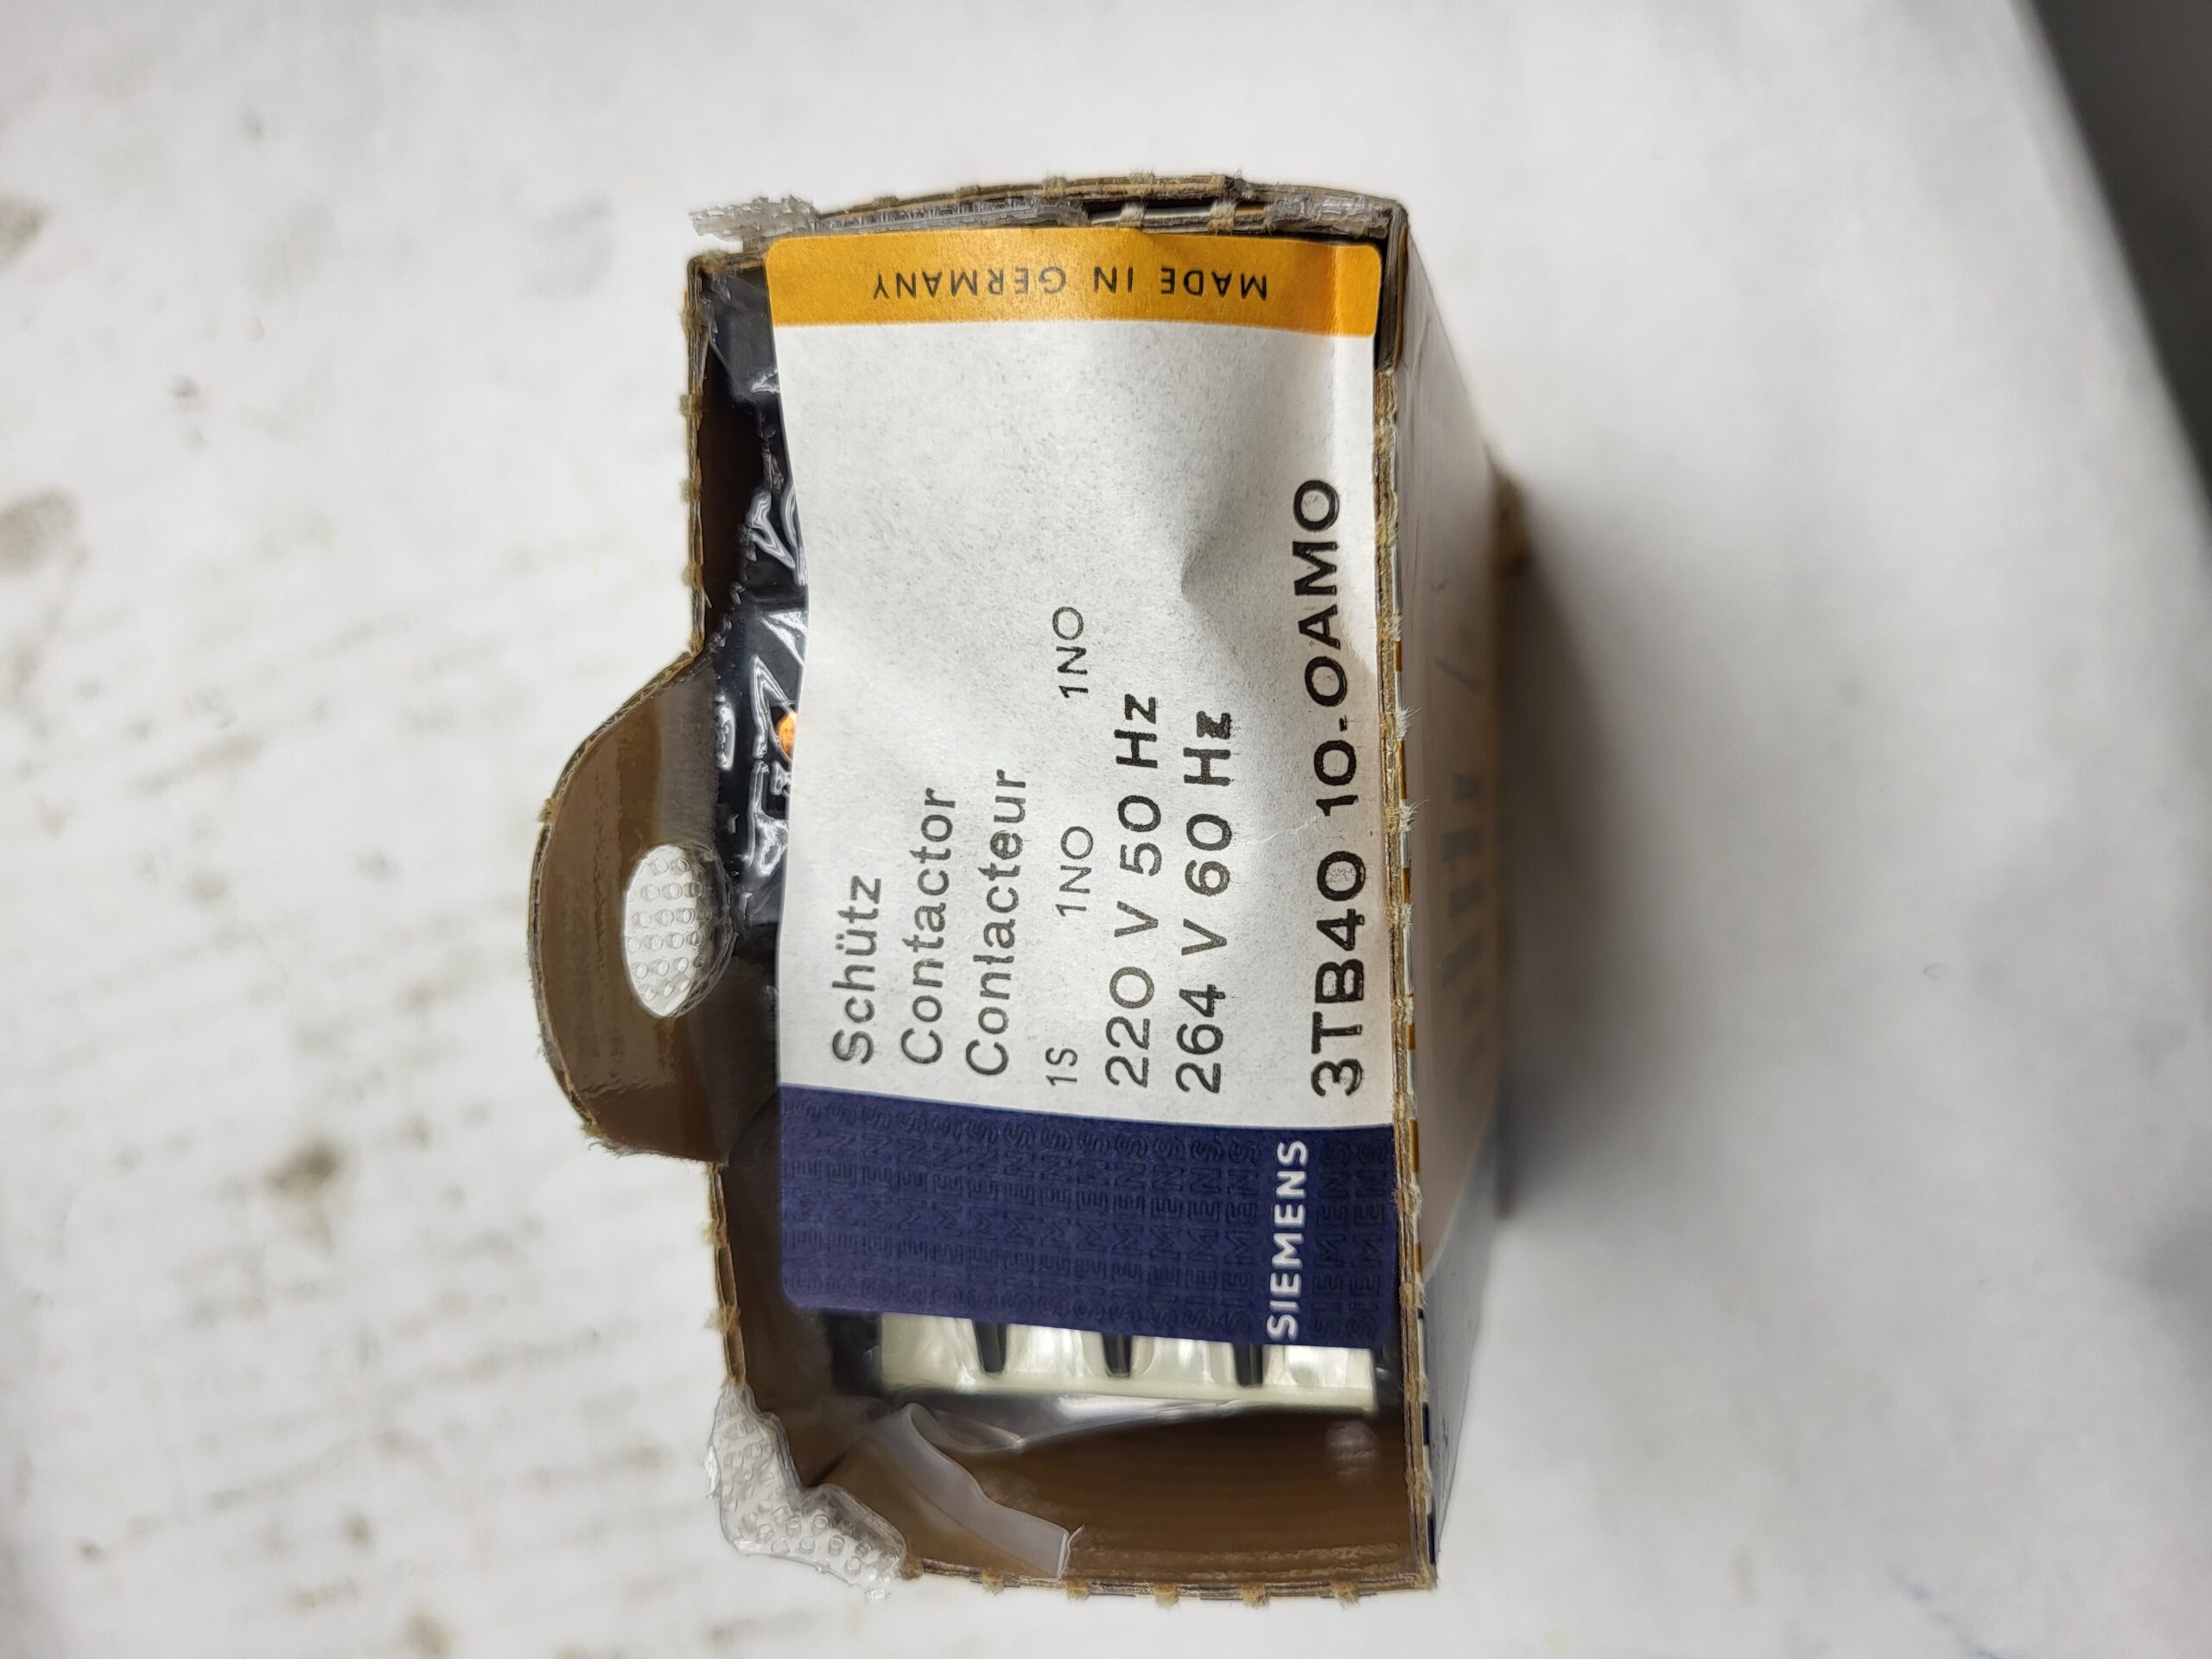 Schütz
Contactor
Contacteur
1S 1NO 1NO
220 V 50 Hz
264 V 60 Hz
3TB40 10-0AM0
SIEMENS
MADE IN GERMANY